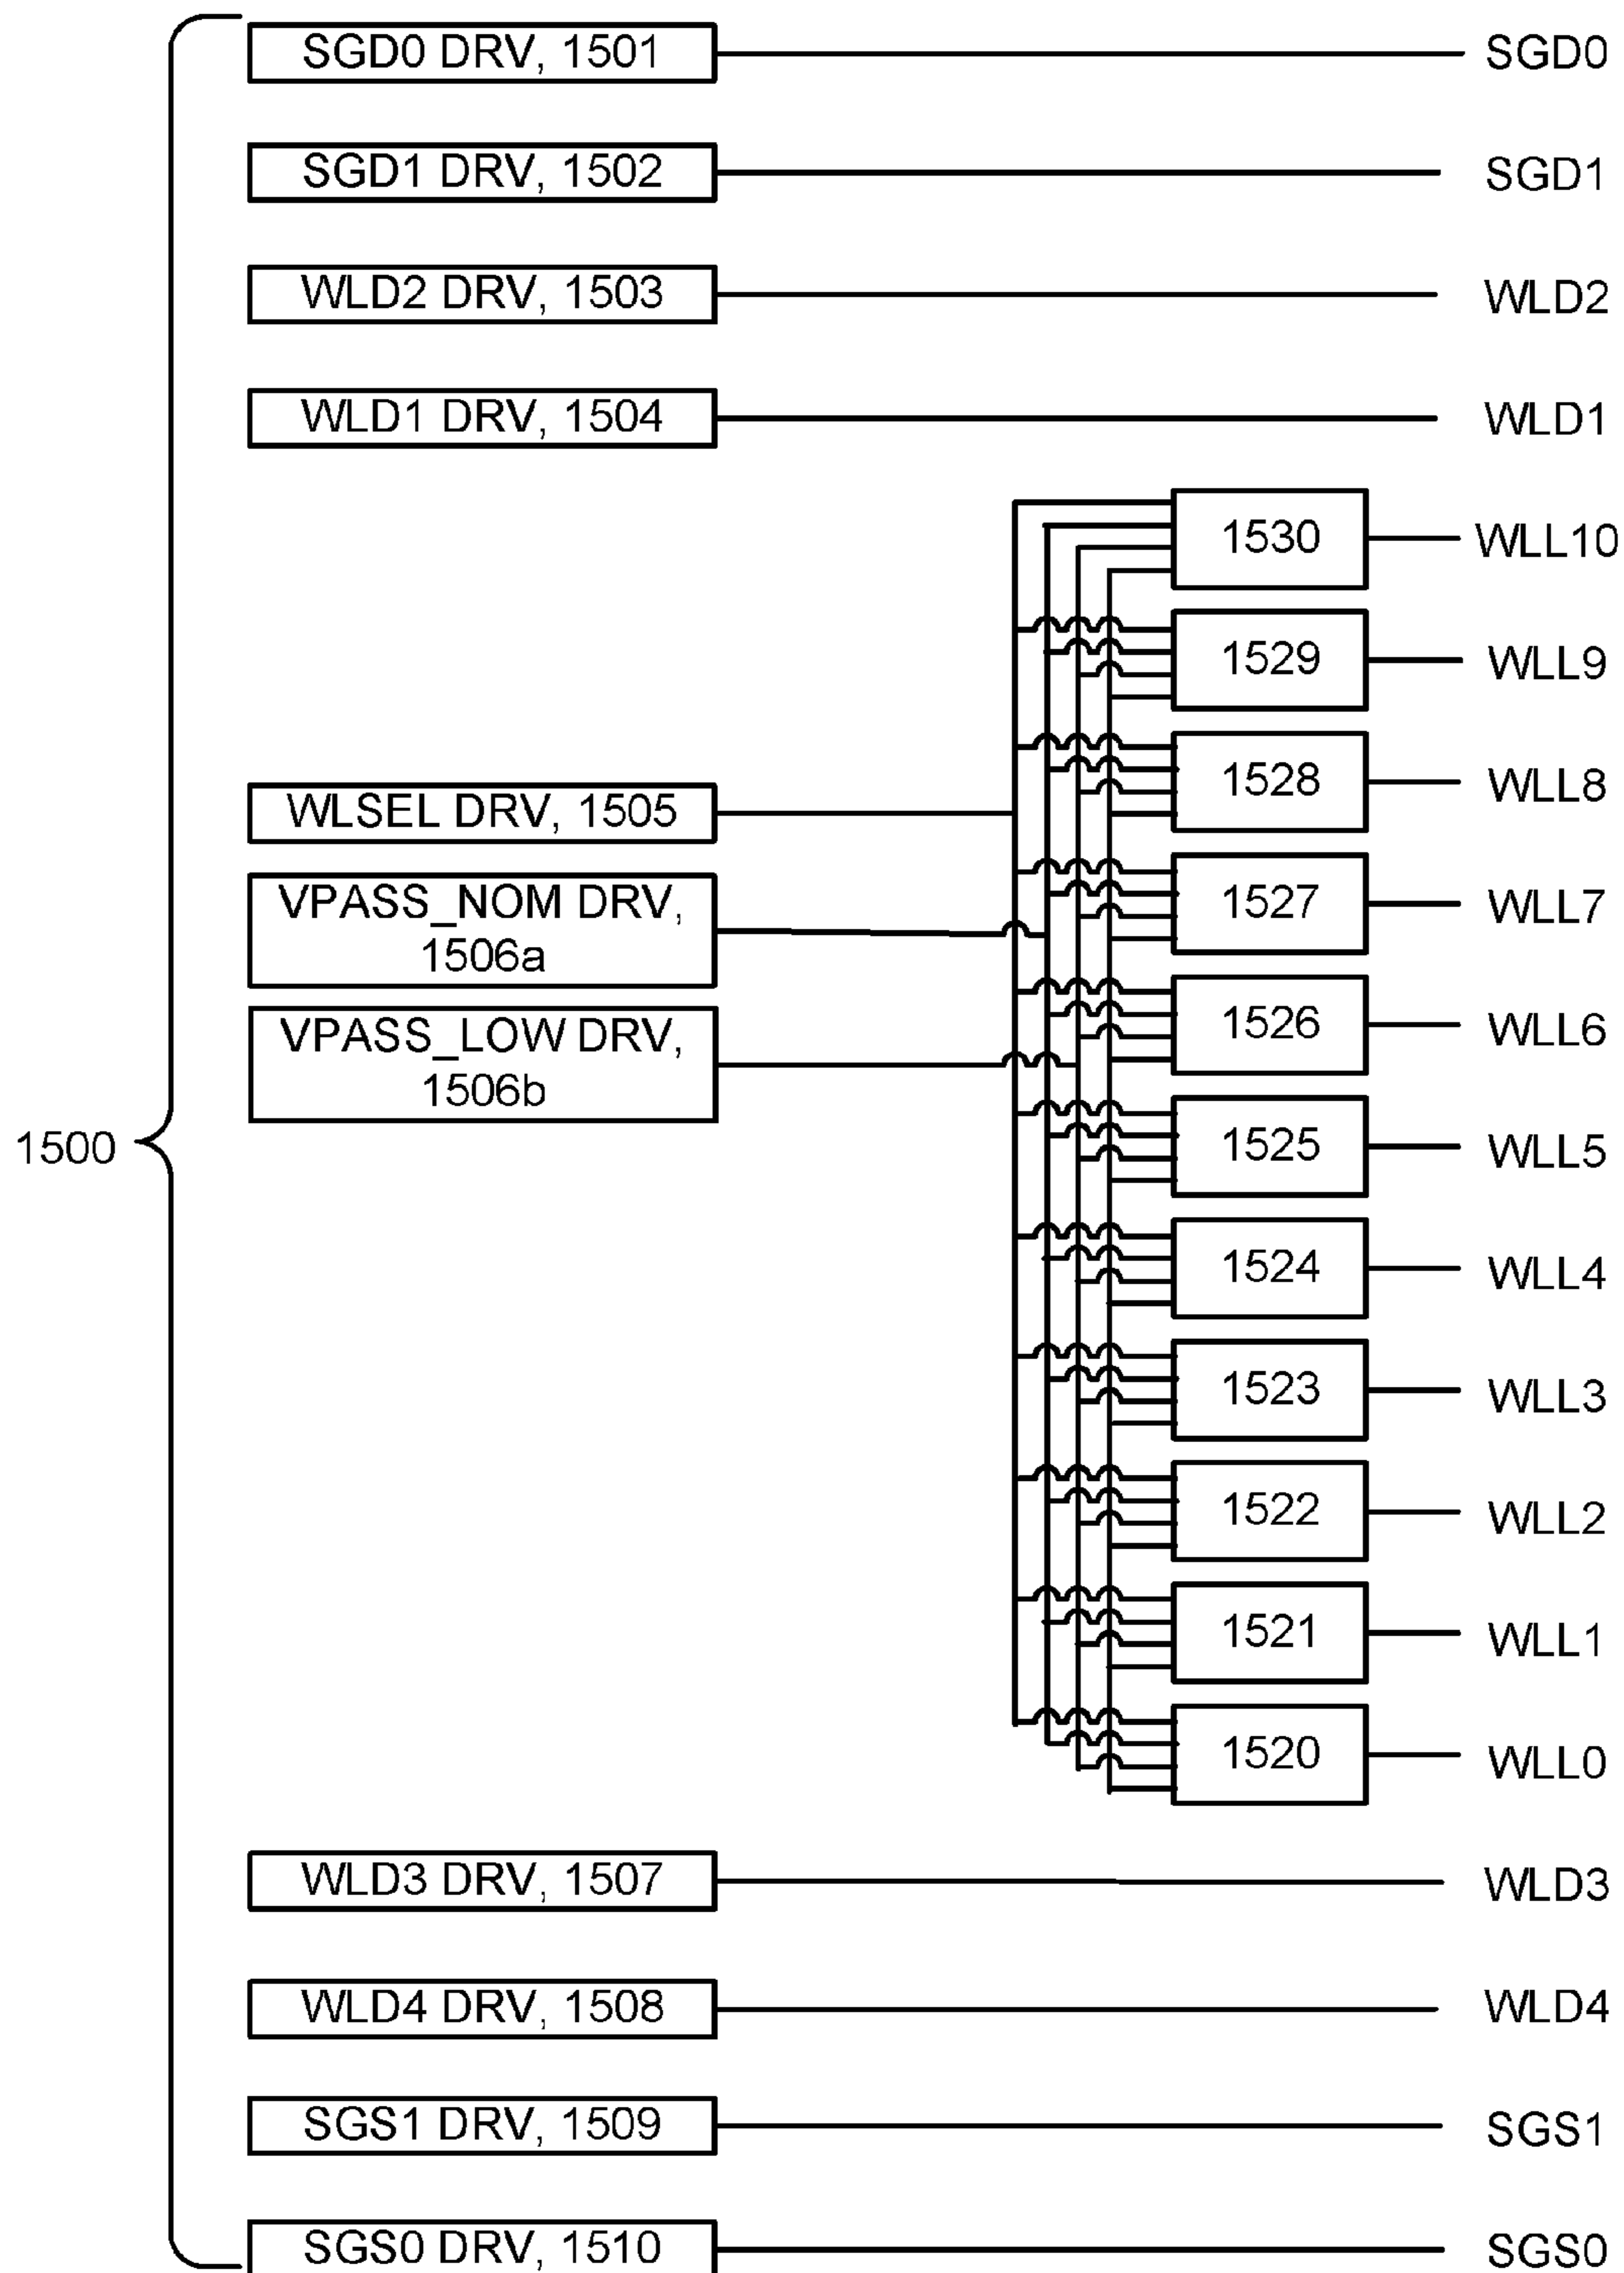 SGD0 DRV, 1501
SGD0
SGD1 DRV, 1502
SGD1
WLD2 DRV, 1503
WLD2
WLD1 DRV, 1504
WLD1
1530
WLL10
1529
WLL9
1528
WLL8
WLSEL DRV, 1505
1527
WLL7
VPASS_NOM DRV,
1506a
1526
WLL6
VPASS_LOW DRV,
1506b
1500
1525
WLL5
1524
WLL4
1523
WLL3
1522
WLL2
1521
WLL1
1520
WLL0
WLD3 DRV, 1507
WLD3
WLD4 DRV, 1508
WLD4
SGS1 DRV, 1509
SGS1
SGS0 DRV, 1510
SGS0